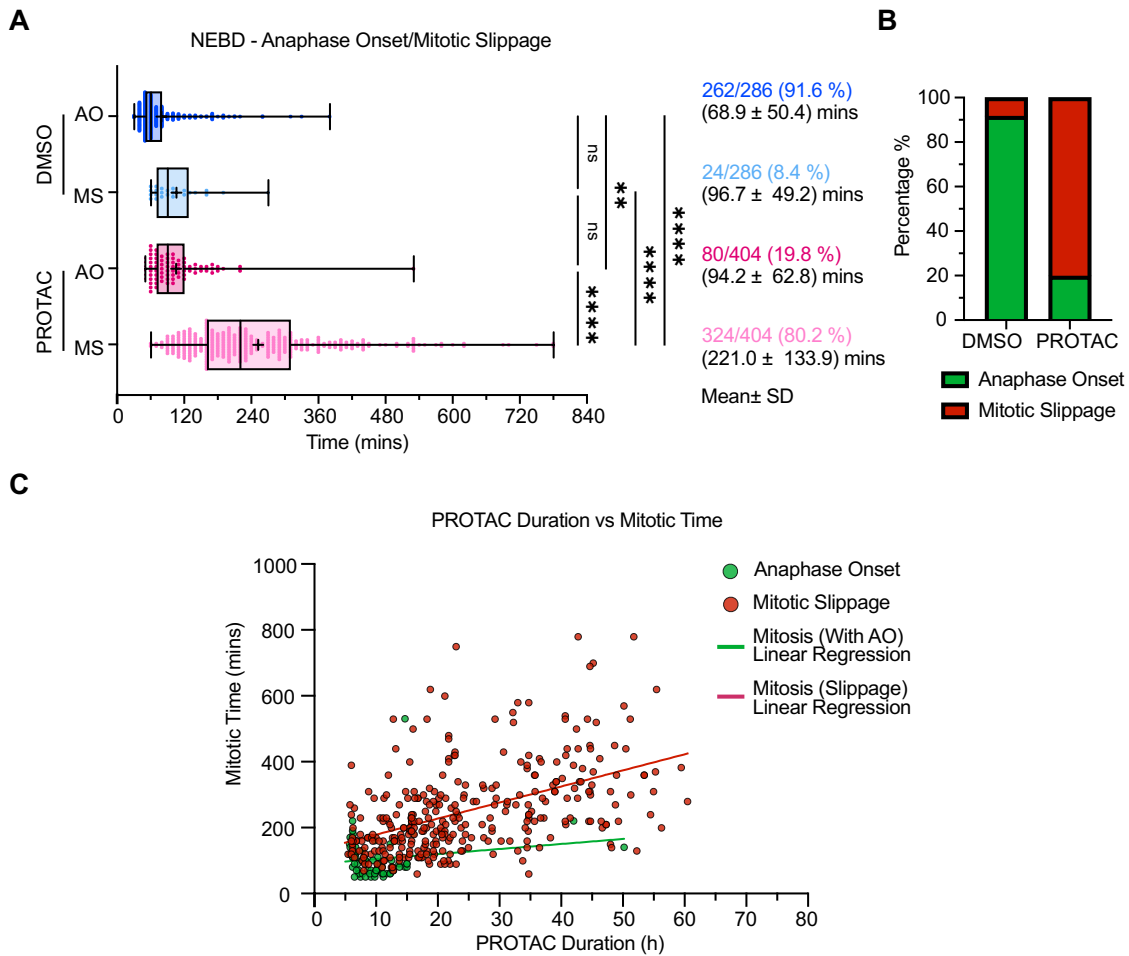 A
NEBD - Anaphase Onset/Mitotic Slippage
DMSO
AO
MS
PROTAC
AO
MS
0 120 240 360 480 600 720 840
Time (mins)
ns
ns
****
**
****
****
262/286 (91.6 %)
(68.9 ± 50.4) mins
24/286 (8.4 %)
(96.7 ± 49.2) mins
80/404 (19.8 %)
(94.2 ± 62.8) mins
324/404 (80.2 %)
(221.0 ± 133.9) mins
Mean± SD
B
Percentage %
100
80
60
40
20
0
DMSO PROTAC
Anaphase Onset
Mitotic Slippage
C
PROTAC Duration vs Mitotic Time
Mitotic Time (mins)
1000
800
600
400
200
0
0 10 20 30 40 50 60 70 80
PROTAC Duration (h)
Anaphase Onset
Mitotic Slippage
Mitosis (With AO)
Linear Regression
Mitosis (Slippage)
Linear Regression